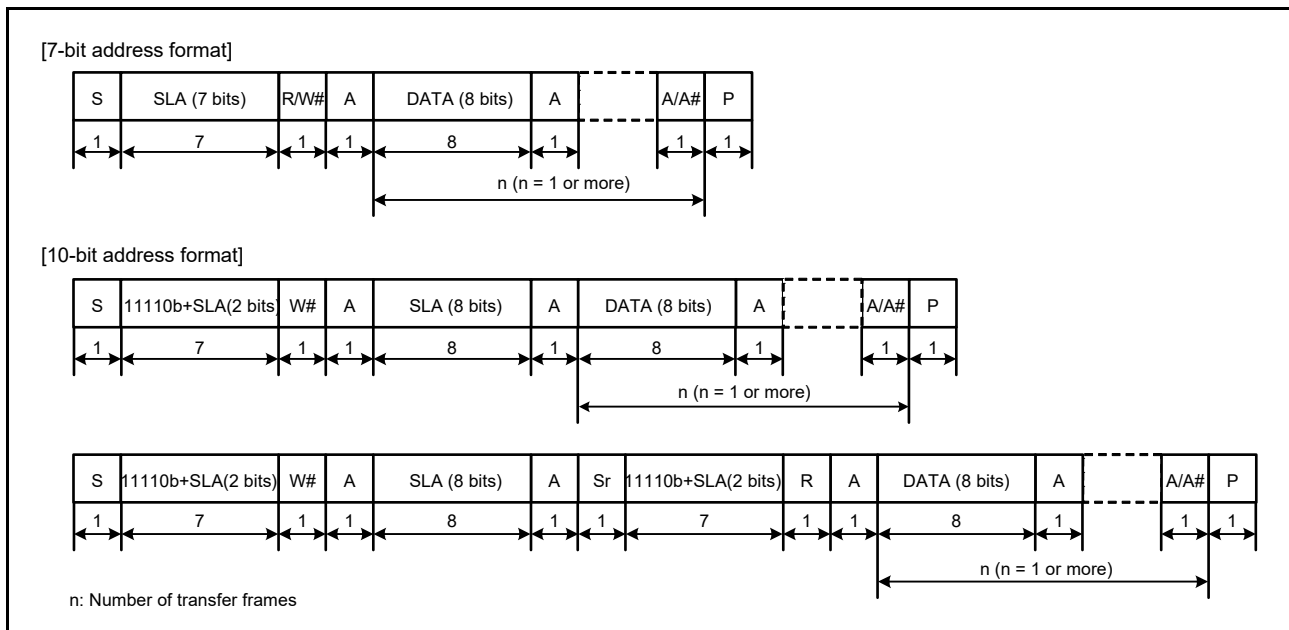 [7-bit address format]
S SLA (7 bits) R/W# A DATA (8 bits) A A/A# P
1 7 1 1 8 1 1 1
n (n = 1 or more)
[10-bit address format]
S 11110b+SLA(2 bits) W# A SLA (8 bits) A DATA (8 bits) A A/A# P
1 7 1 1 8 1 8 1 1 1
n (n = 1 or more)
S 11110b+SLA(2 bits) W# A SLA (8 bits) A Sr 11110b+SLA(2 bits) R A DATA (8 bits) A A/A# P
1 7 1 1 8 1 1 7 1 1 8 1 1 1
n (n = 1 or more)
n: Number of transfer frames